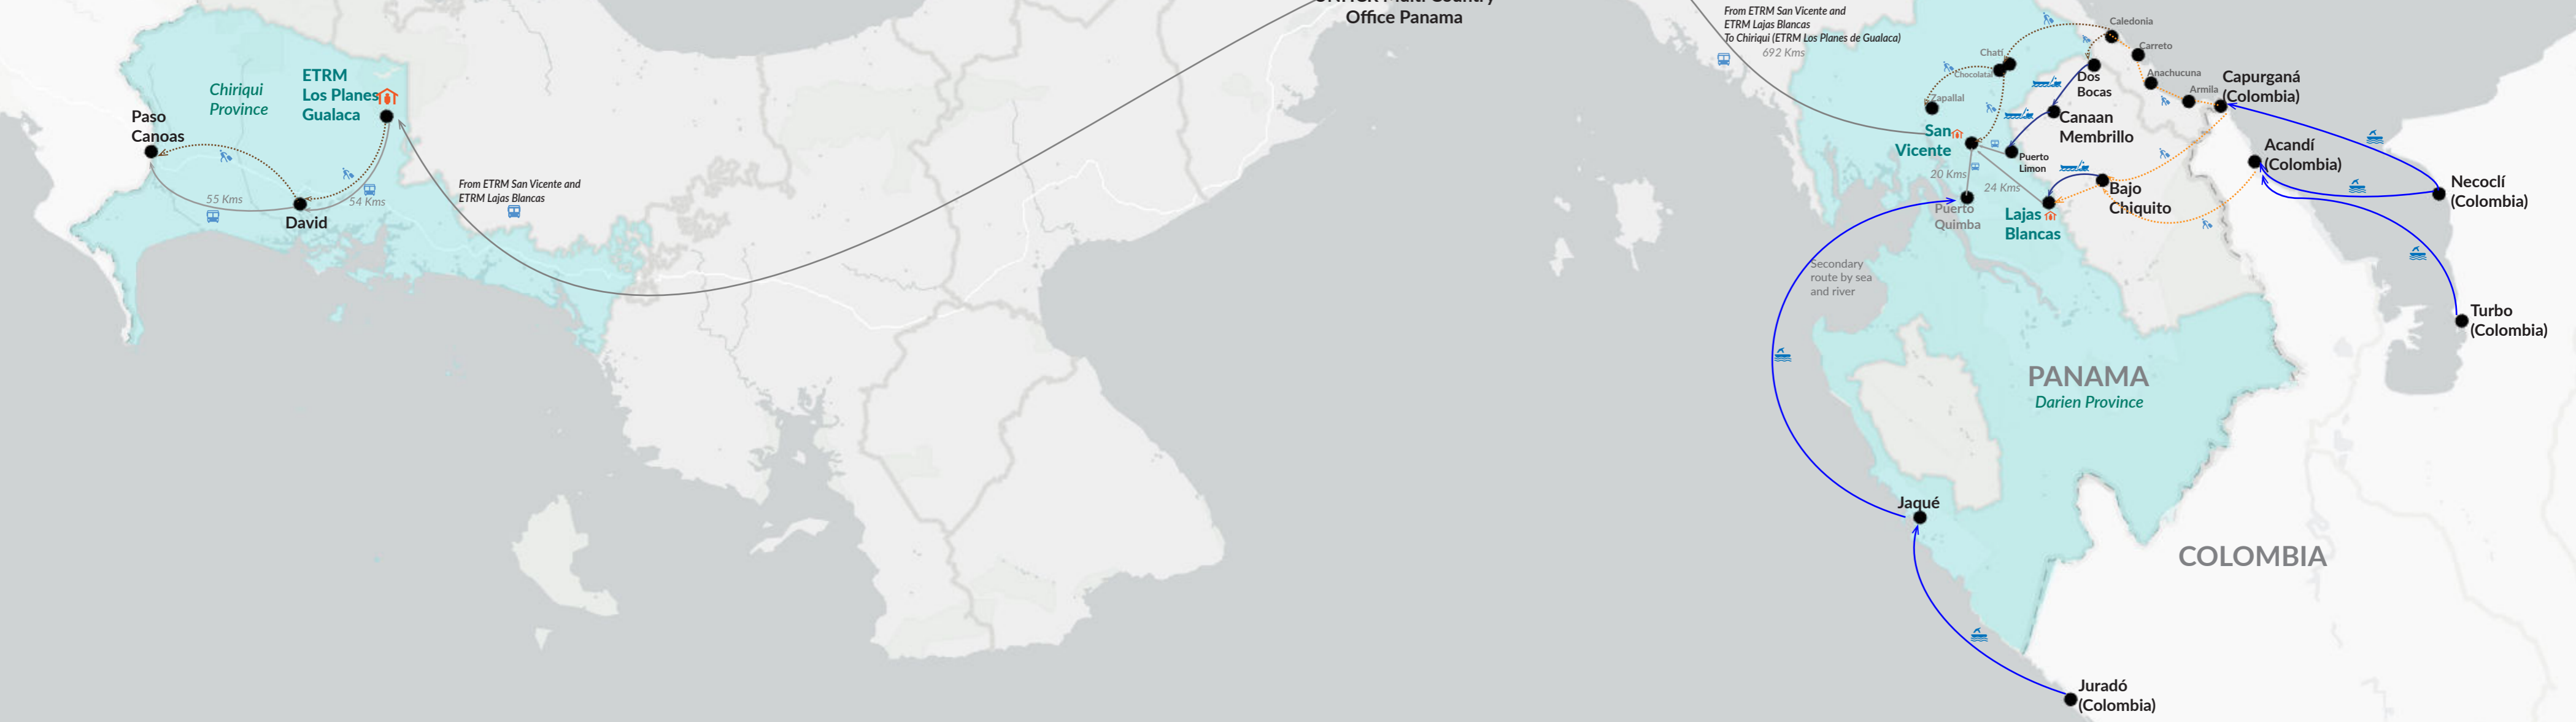 UNHCR Multi Country
Office Panama
From ETRM San Vicente and
ETRM Lajas Blancas
To Chiriqui (ETRM Los Planes de Gualaca)
692 Kms
Chiriqui
Province
ETRM
Los Planes
Gualaca
Paso
Canoas
55 Kms
54 Kms
David
From ETRM San Vicente and
ETRM Lajas Blancas
Caledonia
Carreto
Chatí
Chocolatal
Anachucuna
Dos
Bocas
Armila
Capurganá
(Colombia)
Zapallal
Canaan
Membrillo
San
Vicente
Puerto
Limon
Acandí
(Colombia)
20 Kms
24 Kms
Bajo
Chiquito
Necoclí
(Colombia)
Puerto
Quimba
Lajas
Blancas
Secondary
route by sea
and river
Turbo
(Colombia)
PANAMA
Darien Province
Jaqué
COLOMBIA
Juradó
(Colombia)